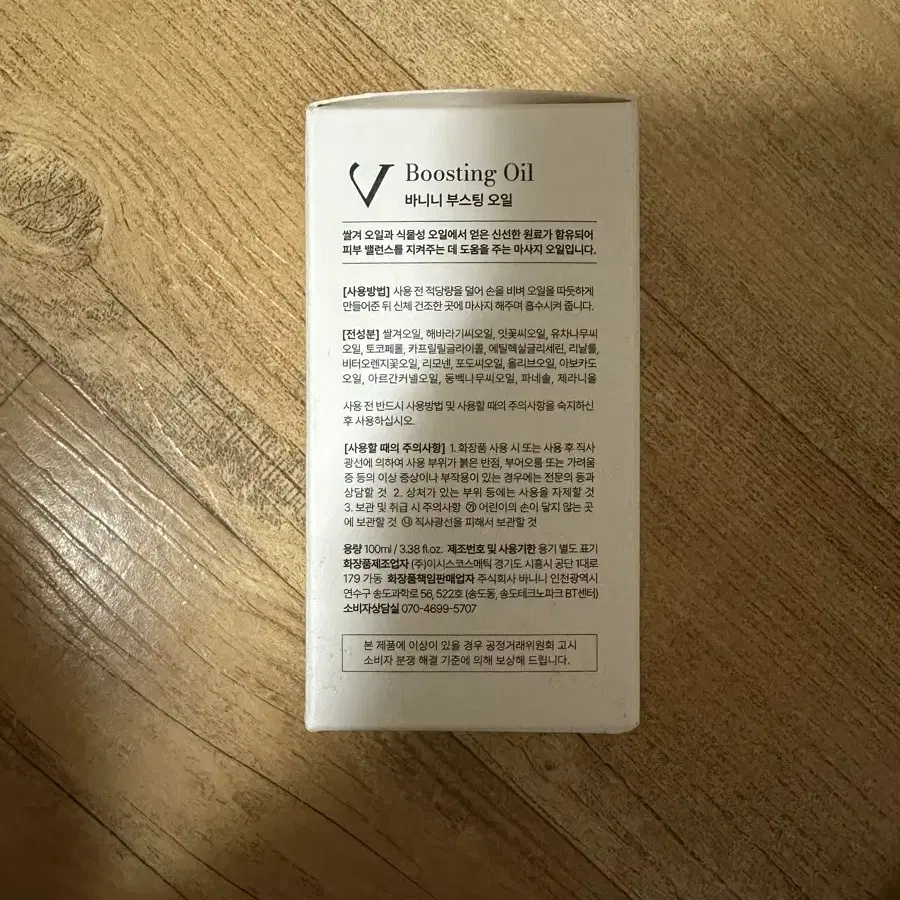 V
Boosting Oil
바니니 부스팅 오일
쌀겨 오일과 식물성 오일에서 얻은 신선한 원료가 함유되어
피부 밸런스를 지켜주는 데 도움을 주는 마사지 오일입니다.
[사용방법] 사용 전 적당량을 덜어 손을 비벼 오일을 따뜻하게
만들어준 뒤 신체 건조한 곳에 마사지 해주며 흡수시켜 줍니다.
[전성분] 쌀겨오일, 해바라기씨오일, 잇꽃씨오일, 유차나무씨
오일, 토코페롤, 카프릴릴글라이콜, 에틸헥실글리세린, 리날룰,
비터오렌지꽃오일, 리모넨, 포도씨오일, 올리브오일, 아보카도
오일, 아르간커넬오일, 동백나무씨오일, 파네솔, 제라니올
사용 전 반드시 사용방법 및 사용할 때의 주의사항을 숙지하신
후 사용하십시오.
[사용할 때의 주의사항] 1. 화장품 사용 시 또는 사용 후 직사
광선에 의하여 사용 부위가 붉은 반점, 부어오름 또는 가려움
증 등의 이상 증상이나 부작용이 있는 경우에는 전문의 등과
상담할 것 2. 상처가 있는 부위 등에는 사용을 자제할 것
3. 보관 및 취급 시 주의사항 ㉮ 어린이의 손이 닿지 않는 곳
에 보관할 것 ㉯ 직사광선을 피해서 보관할 것
용량 100ml / 3.38 fl.oz. 제조번호 및 사용기한 용기 별도 표기
화장품제조업자 (주)이시스코스메틱 경기도 시흥시 공단 1대로
179 가동 화장품책임판매업자 주식회사 바니니 인천광역시
연수구 송도과학로 56, 522호 (송도동, 송도테크노파크 BT센터)
소비자상담실 070-4699-5707
본 제품에 이상이 있을 경우 공정거래위원회 고시
소비자 분쟁 해결 기준에 의해 보상해 드립니다.